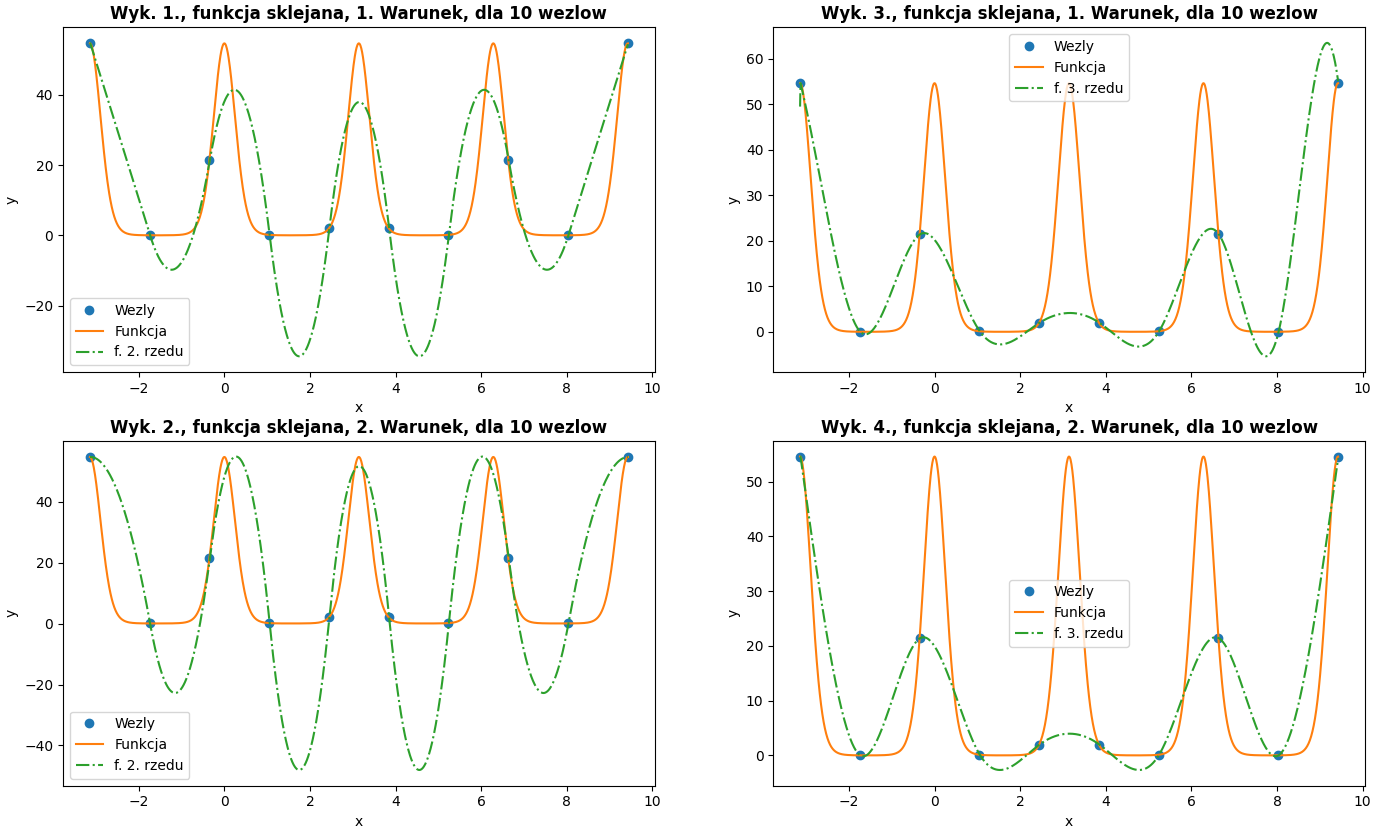 Wyk. 1., funkcja sklejana, 1. Warunek, dla 10 wezlow
y
40
20
0
−20
Wezly
Funkcja
f. 2. rzedu
−2 0 2 4 6 8 10
x
Wyk. 3., funkcja sklejana, 1. Warunek, dla 10 wezlow
y
60
50
40
30
20
10
0
Wezly
Funkcja
f. 3. rzedu
−2 0 2 4 6 8 10
x
Wyk. 2., funkcja sklejana, 2. Warunek, dla 10 wezlow
y
40
20
0
−20
−40
Wezly
Funkcja
f. 2. rzedu
−2 0 2 4 6 8 10
x
Wyk. 4., funkcja sklejana, 2. Warunek, dla 10 wezlow
y
50
40
30
20
10
0
Wezly
Funkcja
f. 3. rzedu
−2 0 2 4 6 8 10
x